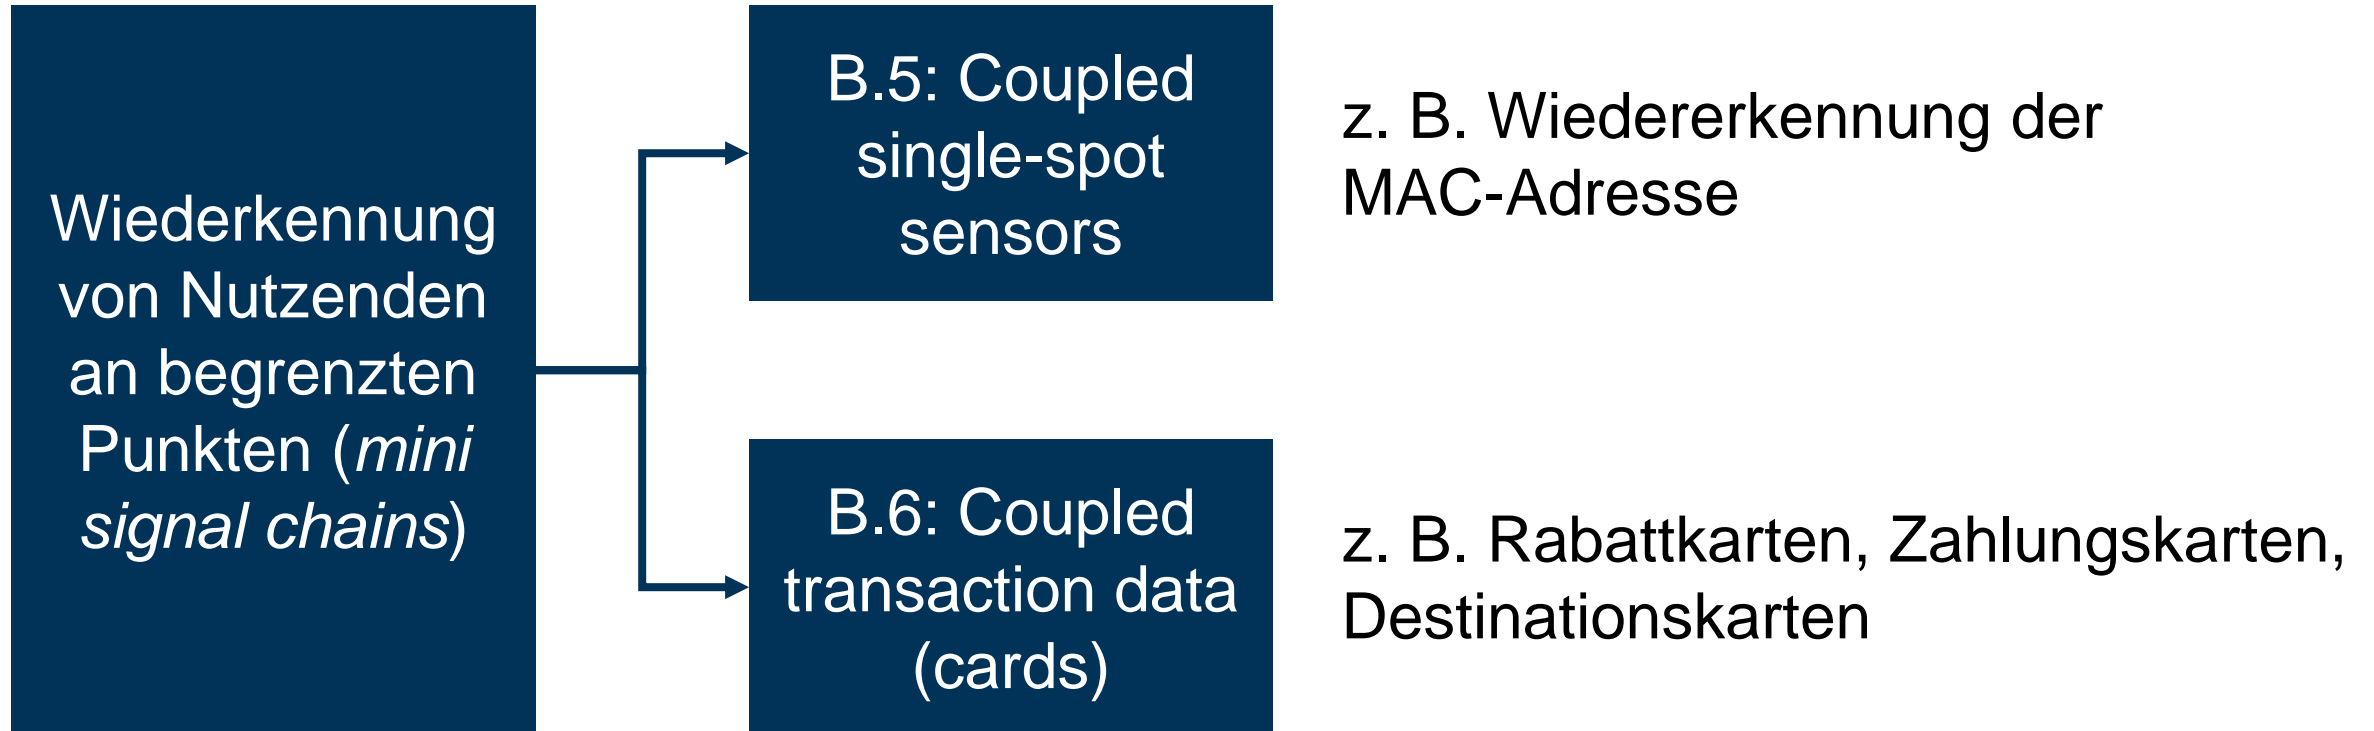 Wiederkennung
von Nutzenden
an begrenzten
Punkten (mini
signal chains)
B.5: Coupled
single-spot
sensors
z. B. Wiedererkennung der
MAC-Adresse
B.6: Coupled
transaction data
(cards)
z. B. Rabattkarten, Zahlungskarten,
Destinationskarten